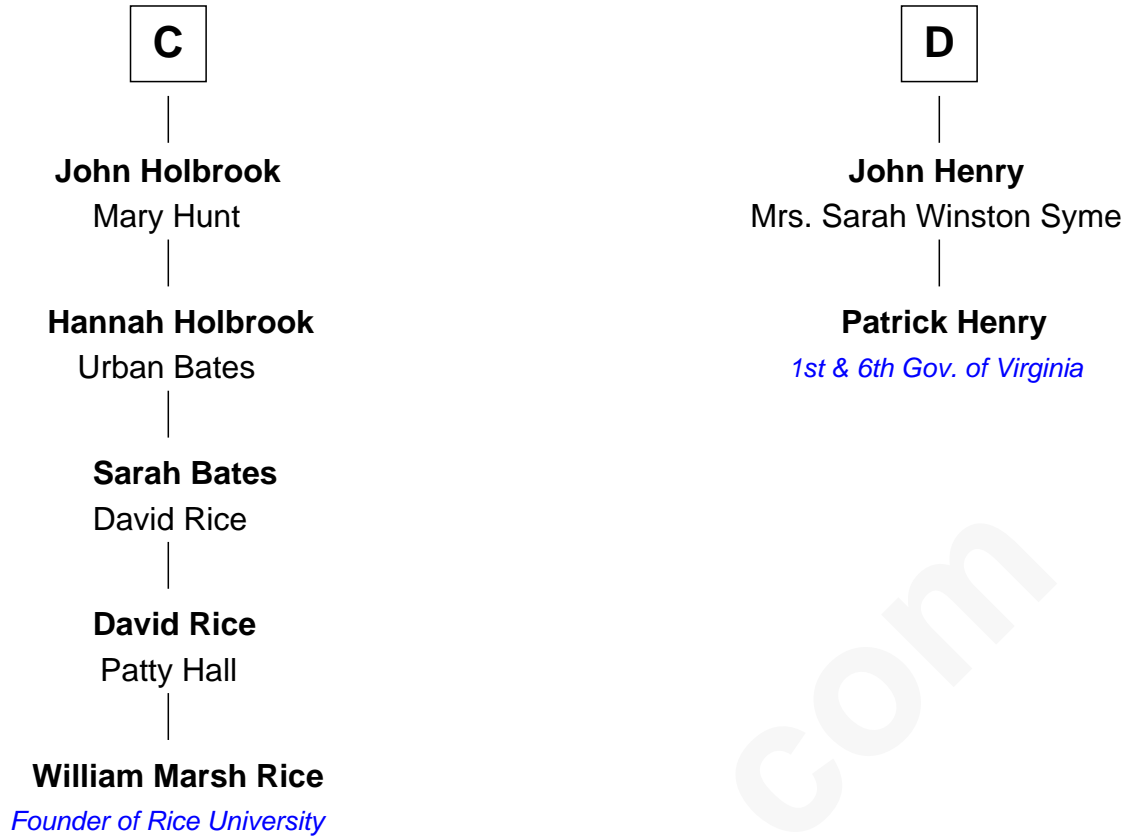 C
John Holbrook
Mary Hunt
Hannah Holbrook
Urban Bates
Sarah Bates
David Rice
David Rice
Patty Hall
William Marsh Rice
Founder of Rice University
D
John Henry
Mrs. Sarah Winston Syme
Patrick Henry
1st & 6th Gov. of Virginia
com